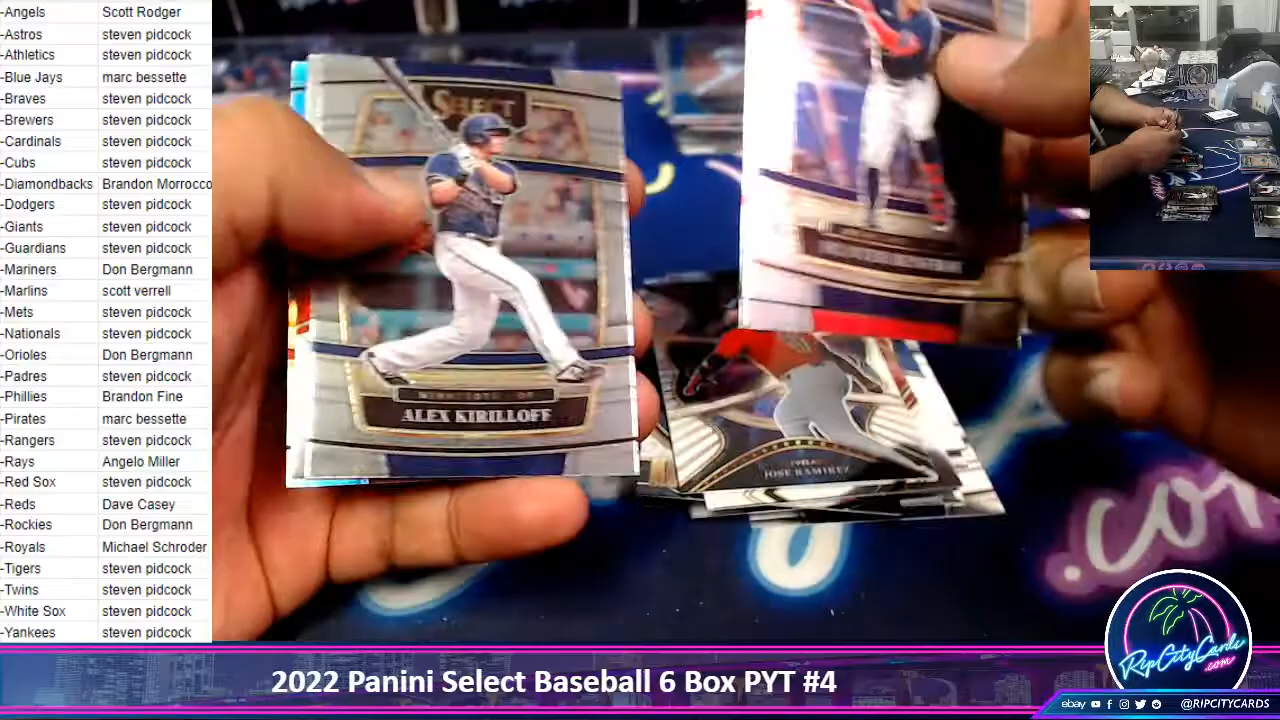 -Angels Scott Rodger
-Astros steven pidcock
-Athletics steven pidcock
-Blue Jays marc bessette
-Braves steven pidcock
-Brewers steven pidcock
-Cardinals steven pidcock
-Cubs steven pidcock
-Diamondbacks Brandon Morrocco
-Dodgers steven pidcock
-Giants steven pidcock
-Guardians steven pidcock
-Mariners Don Bergmann
-Marlins scott verrell
-Mets steven pidcock
-Nationals steven pidcock
-Orioles Don Bergmann
-Padres steven pidcock
-Phillies Brandon Fine
-Pirates marc bessette
-Rangers steven pidcock
-Rays Angelo Miller
-Red Sox steven pidcock
-Reds Dave Casey
-Rockies Don Bergmann
-Royals Michael Schroder
-Tigers steven pidcock
-Twins steven pidcock
-White Sox steven pidcock
-Yankees steven pidcock
SELECT
ALEX KIRILLOFF
JOSE RAMIREZ
.com
RipCityCards
.com
2022 Panini Select Baseball 6 Box PYT #4
ebay @RIPCITYCARDS